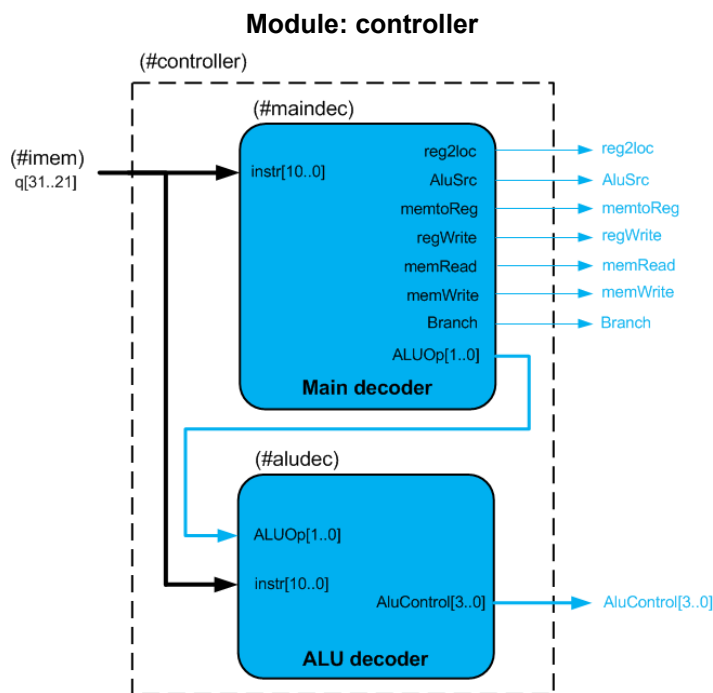 Module: controller
(#controller)
(#maindec)
(#imem)
q[31..21]
instr[10..0]
reg2loc
AluSrc
memtoReg
regWrite
memRead
memWrite
Branch
ALUOp[1..0]
Main decoder
reg2loc
AluSrc
memtoReg
regWrite
memRead
memWrite
Branch
(#aludec)
ALUOp[1..0]
instr[10..0]
AluControl[3..0]
AluControl[3..0]
ALU decoder